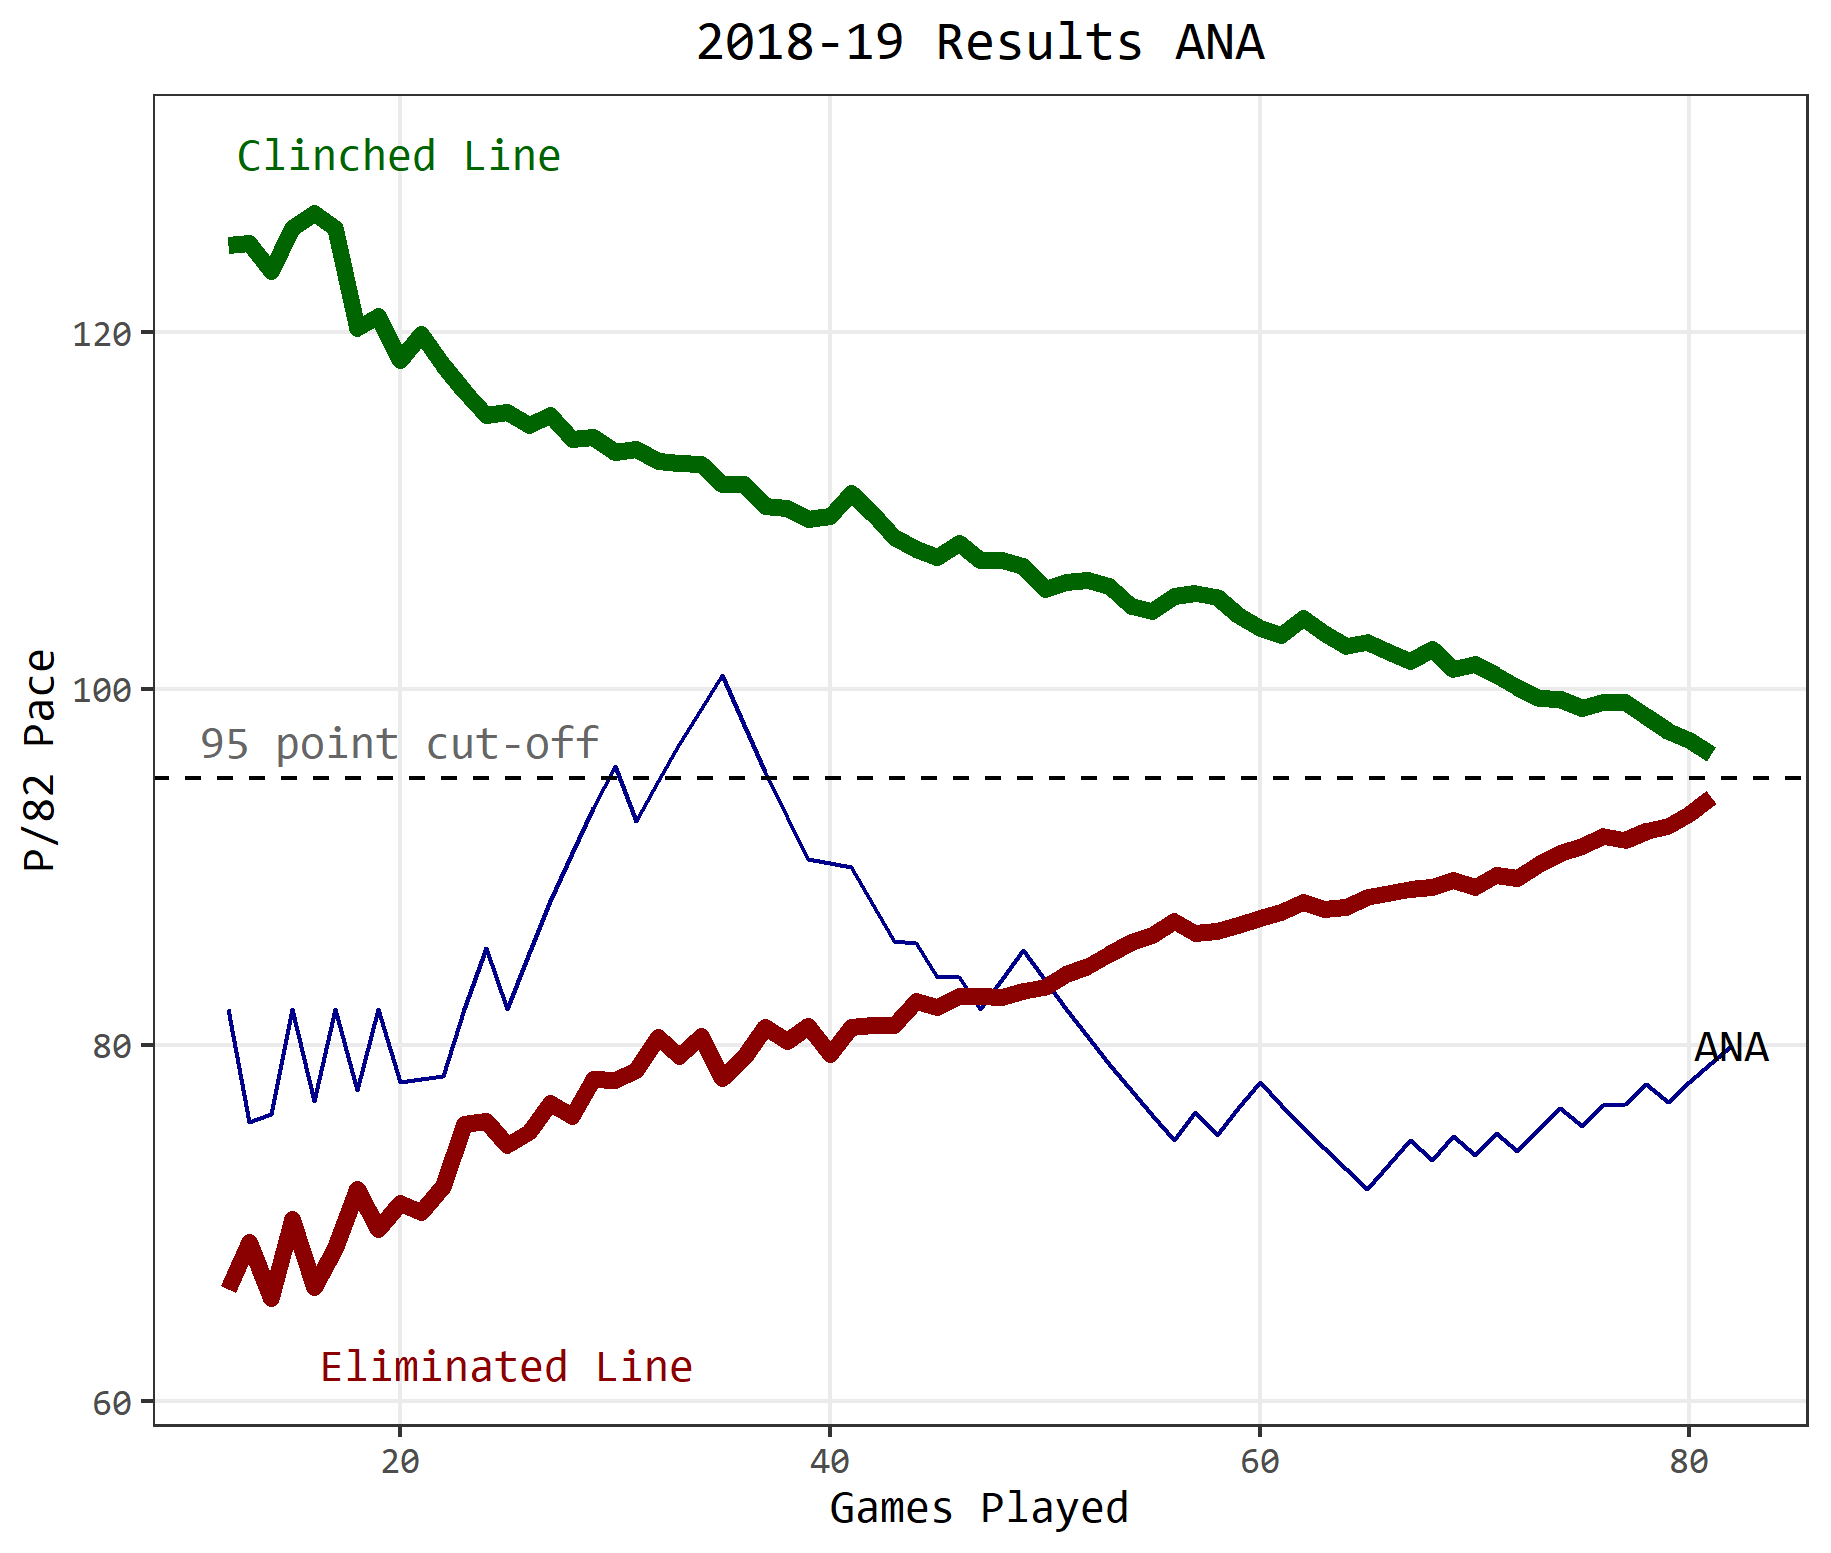 2018-19 Results ANA
Clinched Line
120
100
95 point cut-off
P/82 Pace
80
ANA
Eliminated Line
60
20 40 60 80
Games Played